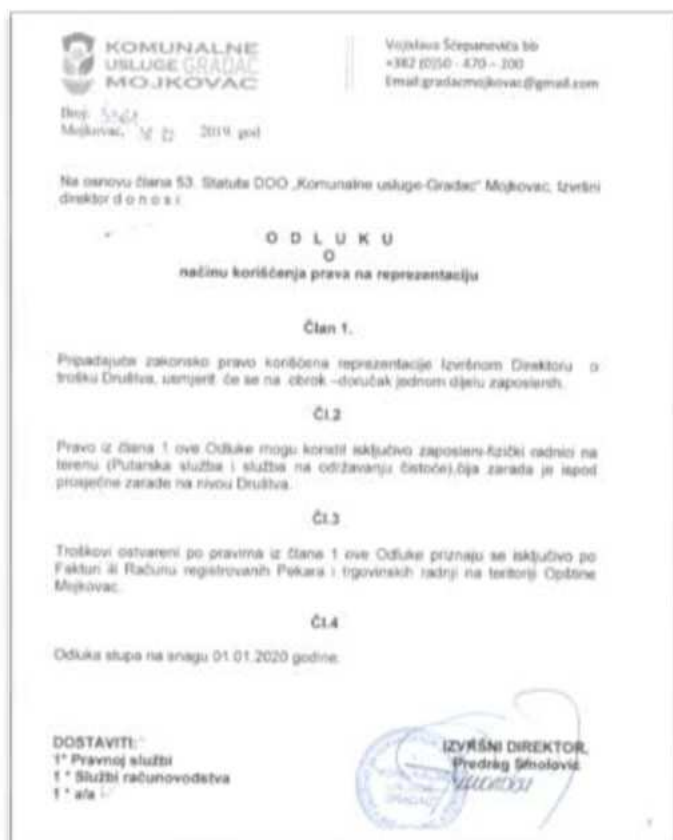 KOMUNALNE
USLUGE GRADAC
MOJKOVAC
Vojislava Šćepanovića bb
+382 (0)50 - 470 - 200
Email:gradacmojkovac@gmail.com
Broj:
Mojkovac, 2019. god
Na osnovu člana 53. Statuta DOO „Komunalne usluge-Gradac" Mojkovac, Izvršni
direktor d o n o s i
O D L U K U
O
načinu korišćenja prava na reprezentaciju
Član 1.
Pripadajuće zakonsko pravo korišćena reprezentacije Izvršnom Direktoru o
trošku Društva, usmjerit će se na obrok –doručak jednom dijelu zaposlenih.
Čl.2
Pravo iz člana 1 ove Odluke mogu koristit isključivo zaposleni-fizički radnici na
terenu (Putarska služba i služba na održavanju čistoće),čija zarada je ispod
prosječne zarade na nivou Društva.
Čl.3
Troškovi ostvareni po pravima iz člana 1 ove Odluke priznaju se isključivo po
Fakturi ili Računu registrovanih Pekara i trgovinskih radnji na teritoriji Opštine
Mojkovac.
Čl.4
Odluka stupa na snagu 01.01.2020 godine.
DOSTAVITI:
1* Pravnoj službi
1 * Službi računovodstva
1 * a/a
IZVRŠNI DIREKTOR,
Predrag Smolović
GRADAC